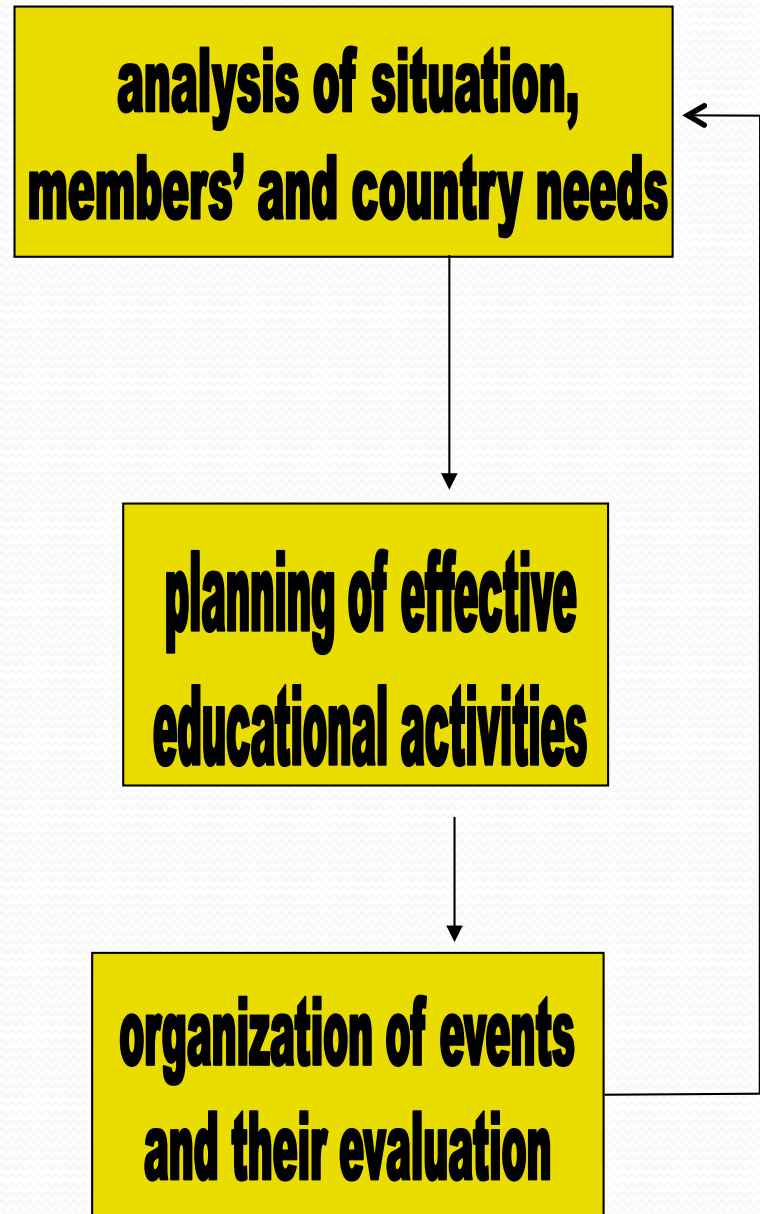 analysis of situation,
members’ and country needs
planning of effective
educational activities
organization of events
and their evaluation